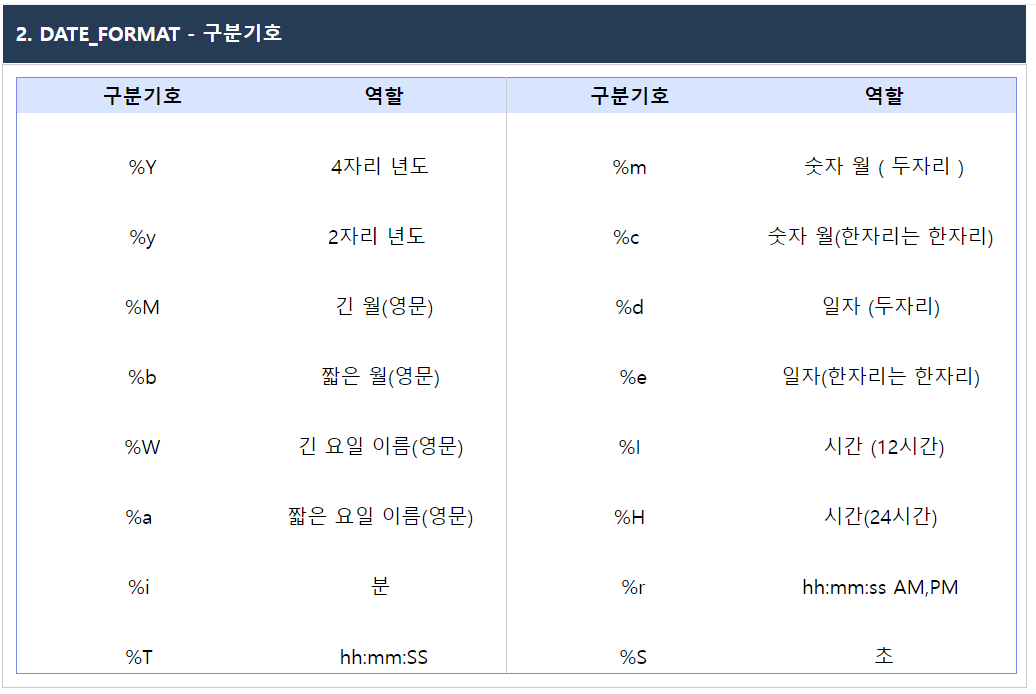 2. DATE_FORMAT - 구분기호
구분기호 역할 구분기호 역할
%Y 4자리 년도 %m 숫자 월 ( 두자리 )
%y 2자리 년도 %c 숫자 월(한자리는 한자리)
%M 긴 월(영문) %d 일자 (두자리)
%b 짧은 월(영문) %e 일자(한자리는 한자리)
%W 긴 요일 이름(영문) %I 시간 (12시간)
%a 짧은 요일 이름(영문) %H 시간(24시간)
%i 분 %r hh:mm:ss AM,PM
%T hh:mm:SS %S 초